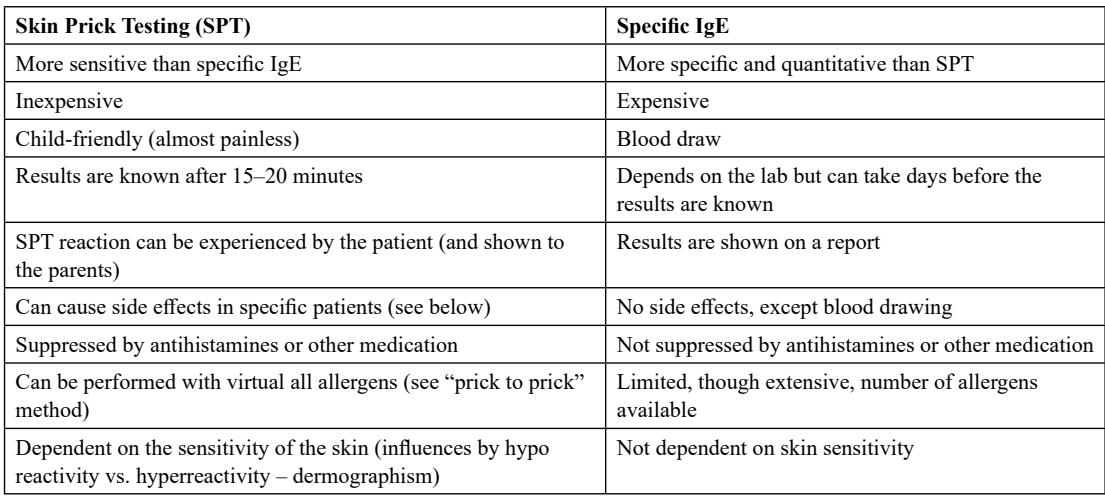 Skin Prick Testing (SPT)
Specific IgE
More sensitive than specific IgE
More specific and quantitative than SPT
Inexpensive
Expensive
Child-friendly (almost painless)
Blood draw
Results are known after 15–20 minutes
Depends on the lab but can take days before the
results are known
SPT reaction can be experienced by the patient (and shown to
the parents)
Results are shown on a report
Can cause side effects in specific patients (see below)
No side effects, except blood drawing
Suppressed by antihistamines or other medication
Not suppressed by antihistamines or other medication
Can be performed with virtual all allergens (see “prick to prick”
method)
Limited, though extensive, number of allergens
available
Dependent on the sensitivity of the skin (influences by hypo
reactivity vs. hyperreactivity – dermographism)
Not dependent on skin sensitivity